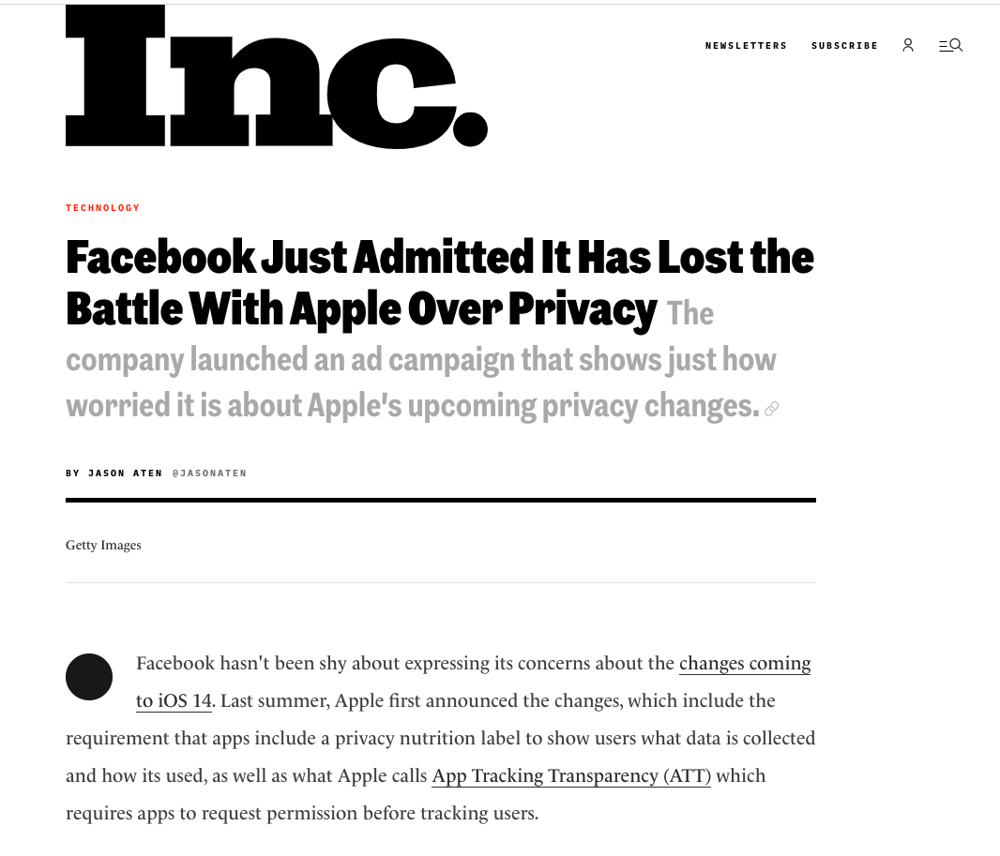 Inc.
NEWSLETTERS SUBSCRIBE
TECHNOLOGY
Facebook Just Admitted It Has Lost the
Battle With Apple Over Privacy The
company launched an ad campaign that shows just how
worried it is about Apple's upcoming privacy changes.
BY JASON ATEN @JASONATEN
Getty Images
Facebook hasn't been shy about expressing its concerns about the changes coming
to iOS 14. Last summer, Apple first announced the changes, which include the
requirement that apps include a privacy nutrition label to show users what data is collected
and how its used, as well as what Apple calls App Tracking Transparency (ATT) which
requires apps to request permission before tracking users.